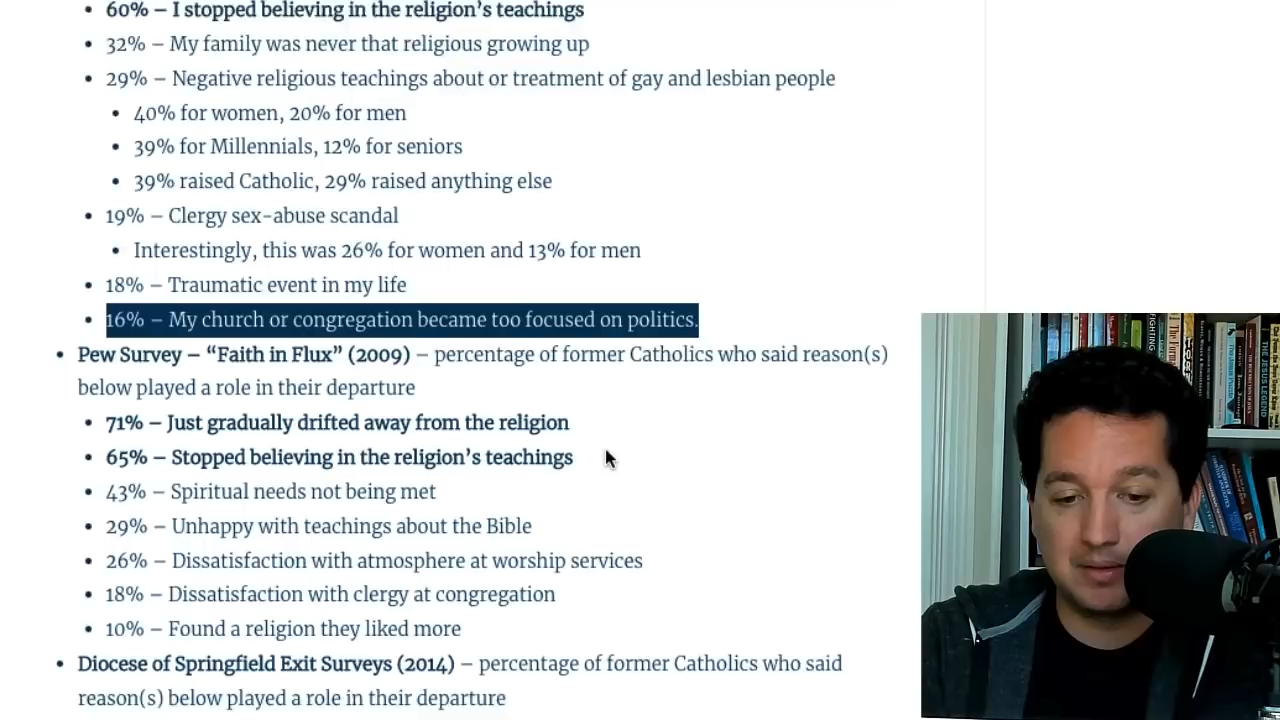 • 60% – I stopped believing in the religion's teachings
• 32% – My family was never that religious growing up
• 29% – Negative religious teachings about or treatment of gay and lesbian people
• 40% for women, 20% for men
• 39% for Millennials, 12% for seniors
• 39% raised Catholic, 29% raised anything else
• 19% – Clergy sex-abuse scandal
• Interestingly, this was 26% for women and 13% for men
• 18% – Traumatic event in my life
• 16% – My church or congregation became too focused on politics.
• Pew Survey – “Faith in Flux” (2009) – percentage of former Catholics who said reason(s)
below played a role in their departure
• 71% – Just gradually drifted away from the religion
• 65% – Stopped believing in the religion's teachings
• 43% – Spiritual needs not being met
• 29% – Unhappy with teachings about the Bible
• 26% – Dissatisfaction with atmosphere at worship services
• 18% – Dissatisfaction with clergy at congregation
• 10% – Found a religion they liked more
• Diocese of Springfield Exit Surveys (2014) – percentage of former Catholics who said
reason(s) below played a role in their departure
FIGHTING
THE JESUS LEGEND